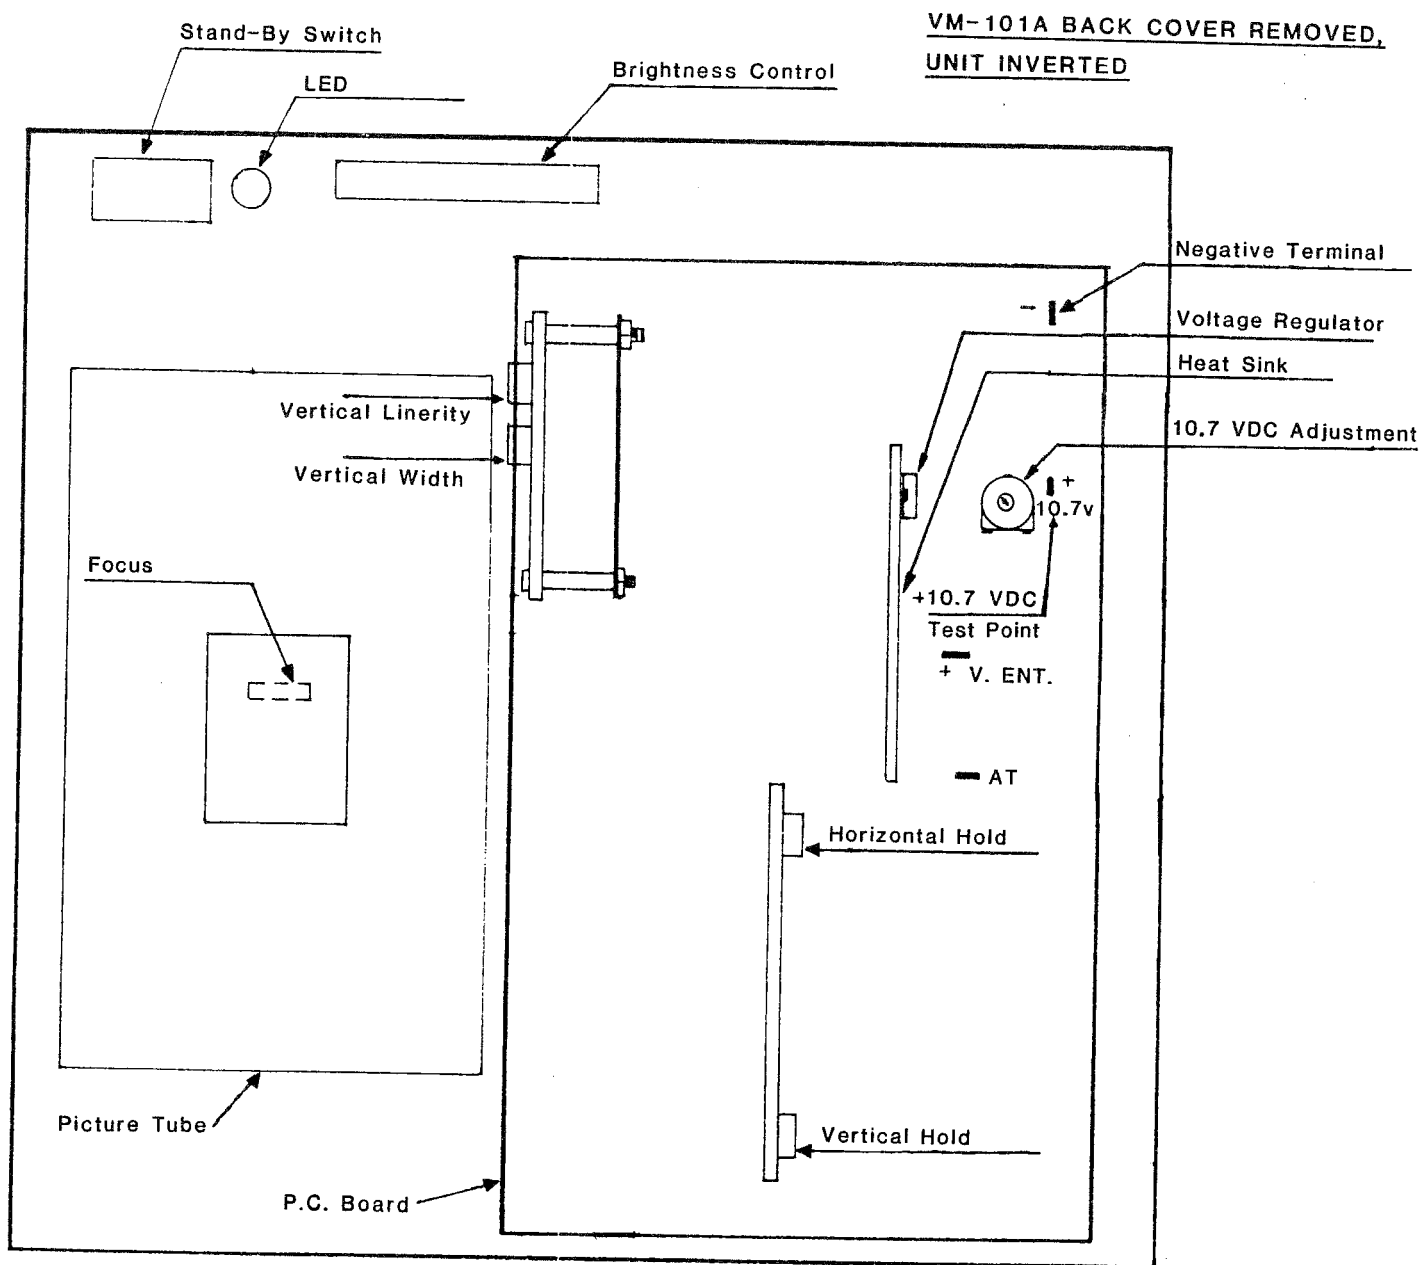 VM-101A BACK COVER REMOVED,
UNIT INVERTED
Stand-By Switch
LED
Brightness Control
Negative Terminal
−
Voltage Regulator
Heat Sink
Vertical Linerity
10.7 VDC Adjustment
Vertical Width
+
10.7v
Focus
+10.7 VDC
Test Point
+ V. ENT.
AT
Horizontal Hold
Picture Tube
Vertical Hold
P.C. Board